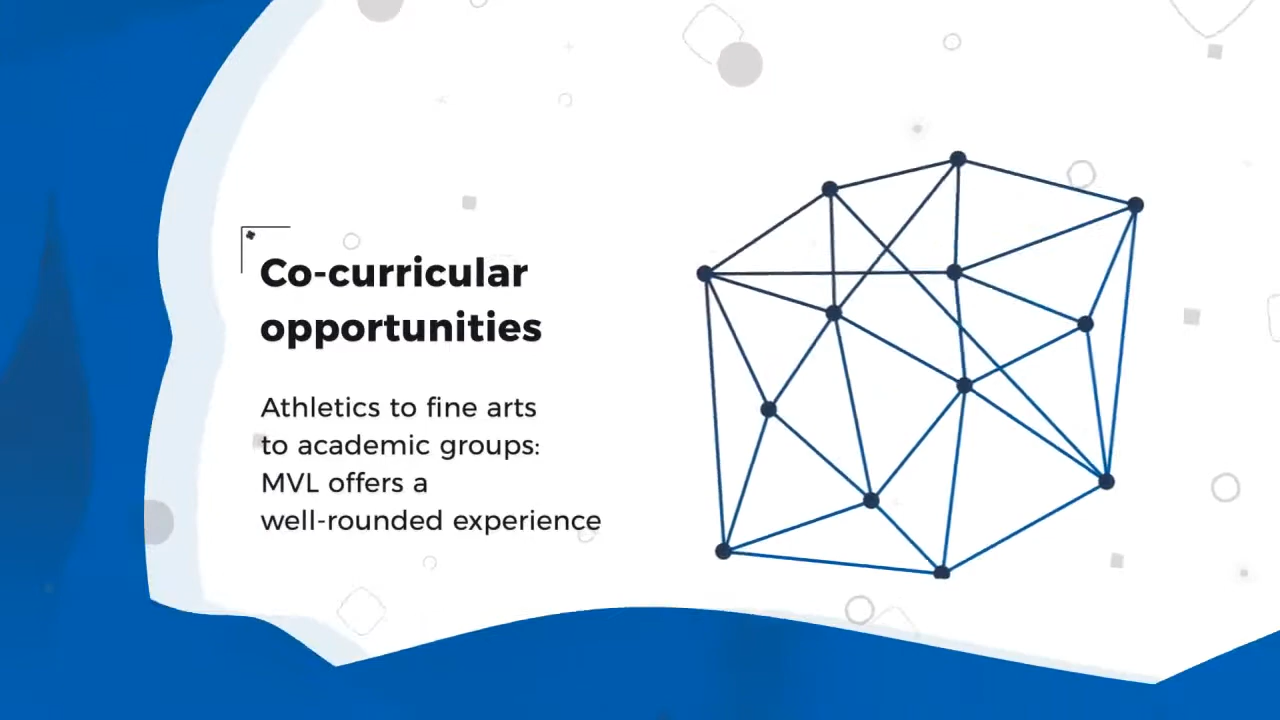 Co-curricular
opportunities
Athletics to fine arts
to academic groups:
MVL offers a
well-rounded experience